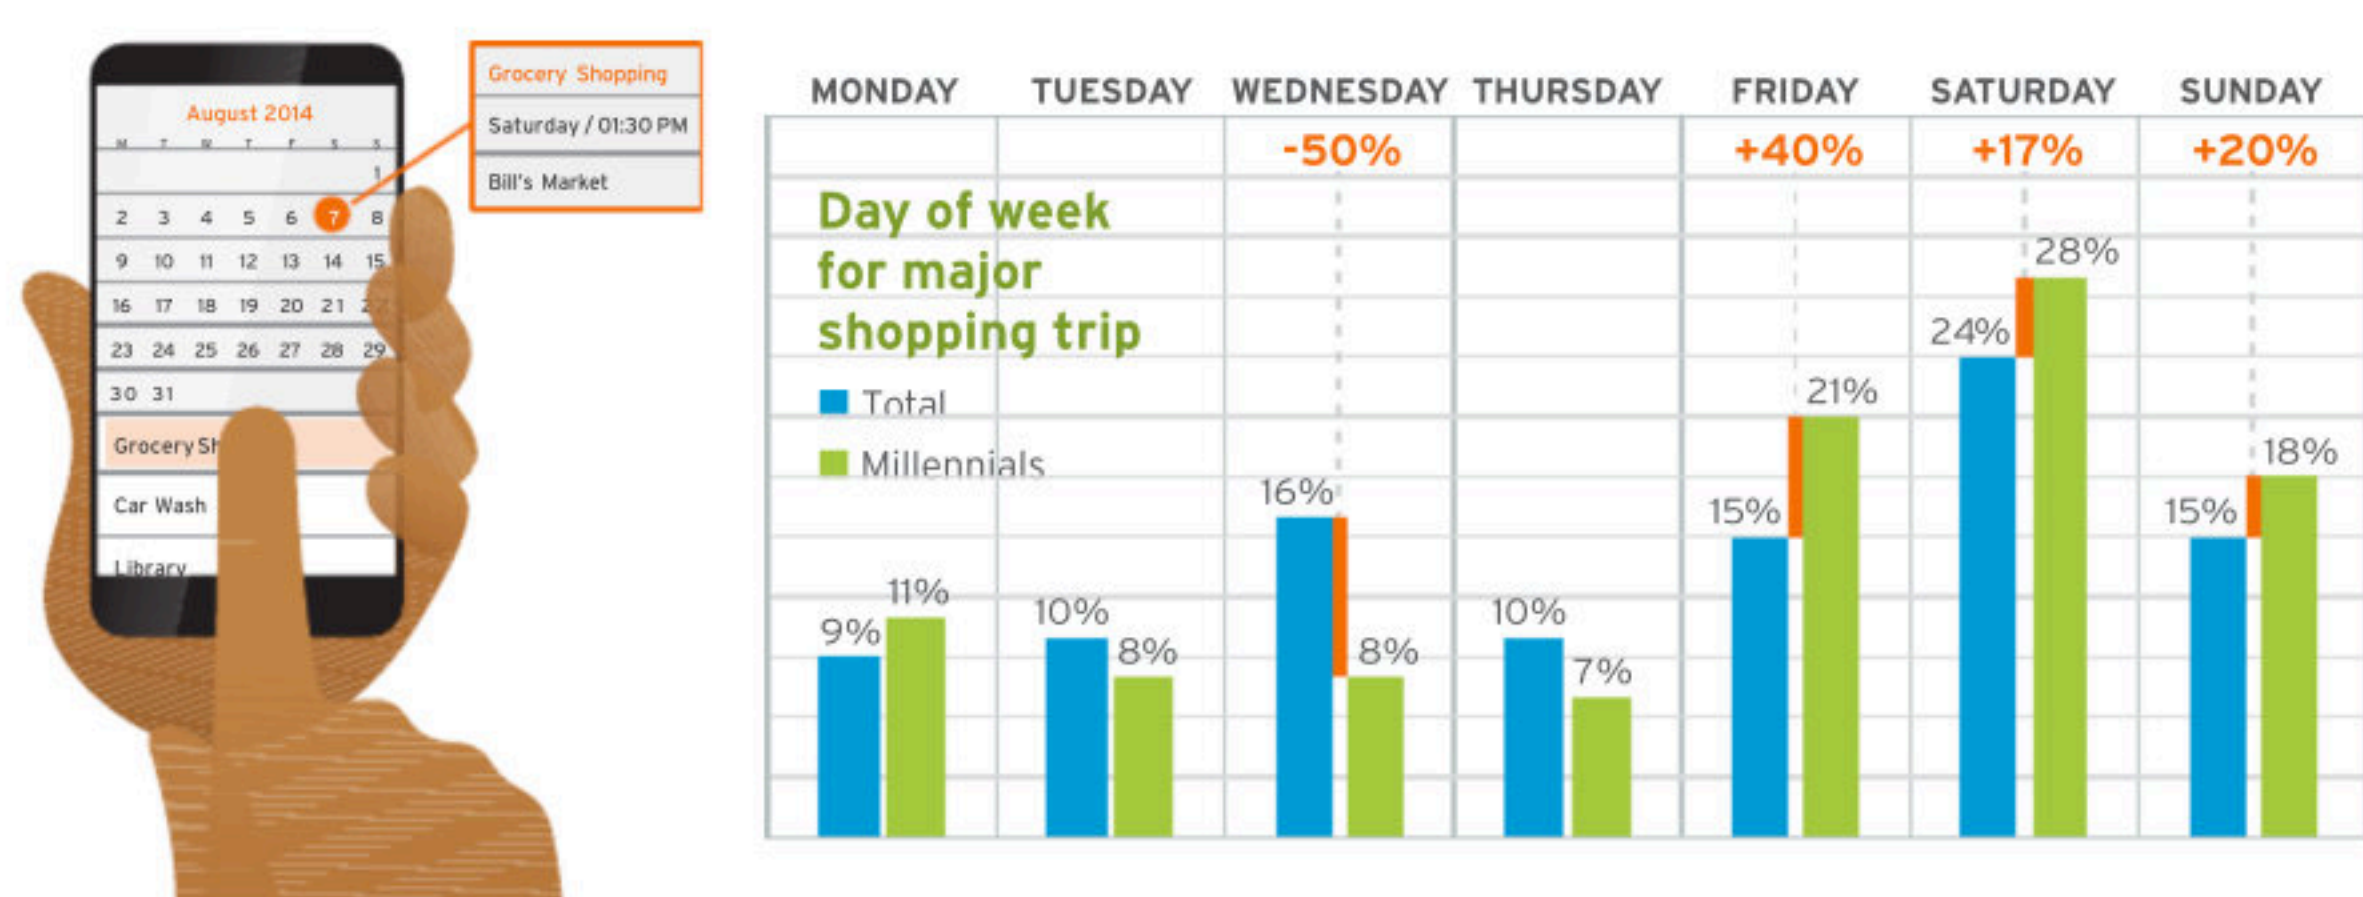 August 2014
M T W T F S S
1
2 3 4 5 6 7 8
9 10 11 12 13 14 15
16 17 18 19 20 21
23 24 25 26 27 28 29
30 31
Grocery Sh
Car Wash
Library
Grocery Shopping
Saturday / 01:30 PM
Bill's Market
MONDAY TUESDAY WEDNESDAY THURSDAY FRIDAY SATURDAY SUNDAY
-50% +40% +17% +20%
Day of week
for major
shopping trip
Total
Millennials
9% 11%
10% 8%
16% 8%
10% 7%
15% 21%
24% 28%
15% 18%